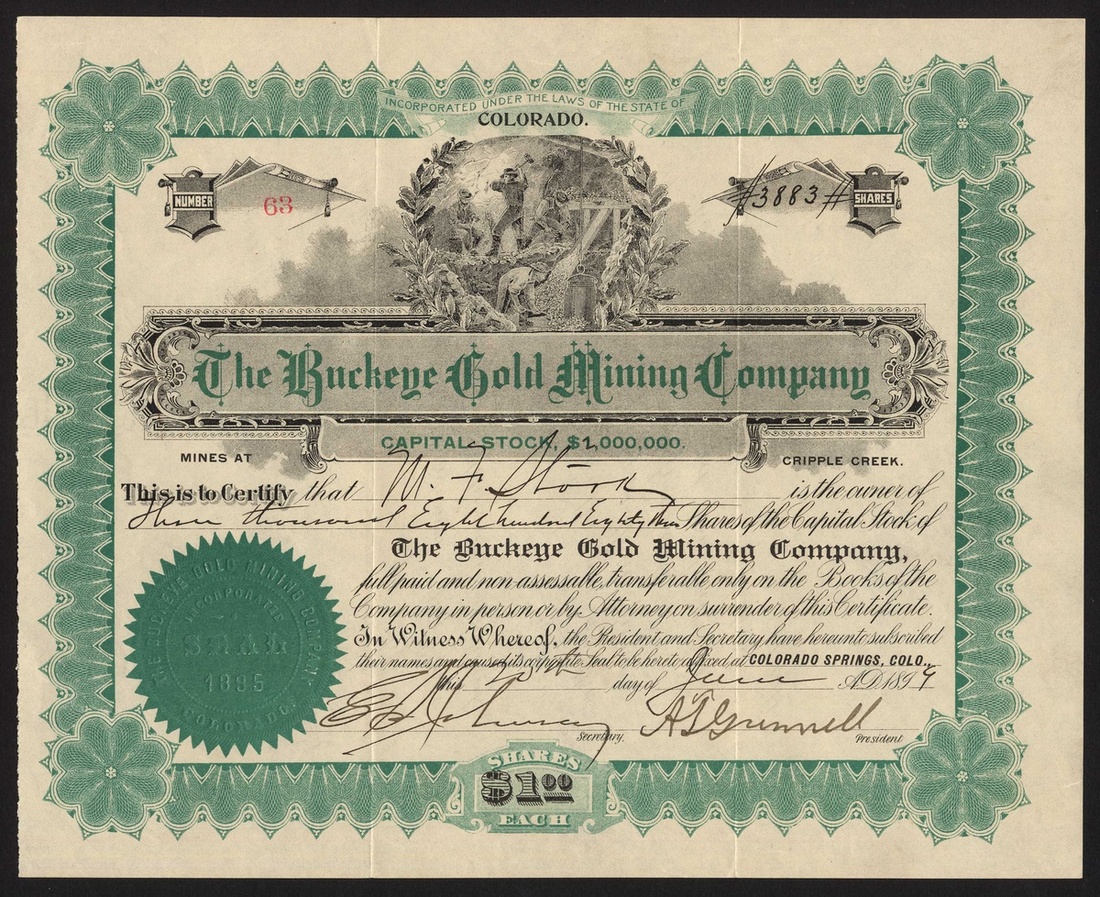 INCORPORATED UNDER THE LAWS OF THE STATE OF
COLORADO.
NUMBER
63
#3883#
SHARES
The Buckeye Gold Mining Company
CAPITAL STOCK, $1,000,000.
MINES AT
CRIPPLE CREEK.
This is to Certify that M. F. Stark is the owner of
Three thousand Eight hundred Eighty three Shares of the Capital Stock of
The Buckeye Gold Mining Company,
full paid and non-assessable, transferable only on the Books of the
Company in person or by Attorney on surrender of this Certificate.
In Witness Whereof, the President and Secretary have hereunto subscribed
their names and caused its corporate Seal to be hereto affixed at COLORADO SPRINGS, COLO.,
this 20th day of June A.D. 189
Secretary.
A. Grinnell
President
THE BUCKEYE GOLD MINING COMPANY
INCORPORATED
SEAL
1895
COLORADO.
SHARES
$1.00
EACH